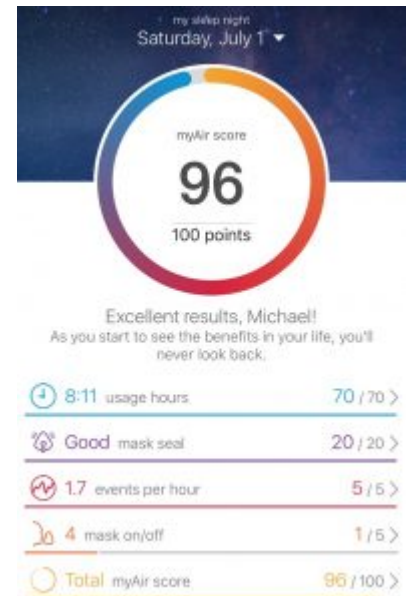 my sleep night
Saturday, July 1
myAir score
96
100 points
Excellent results, Michael!
As you start to see the benefits in your life, you'll
never look back.
8:11 usage hours 70 / 70
Good mask seal 20 / 20
1.7 events per hour 5 / 5
4 mask on/off 1 / 5
Total myAir score 96 / 100